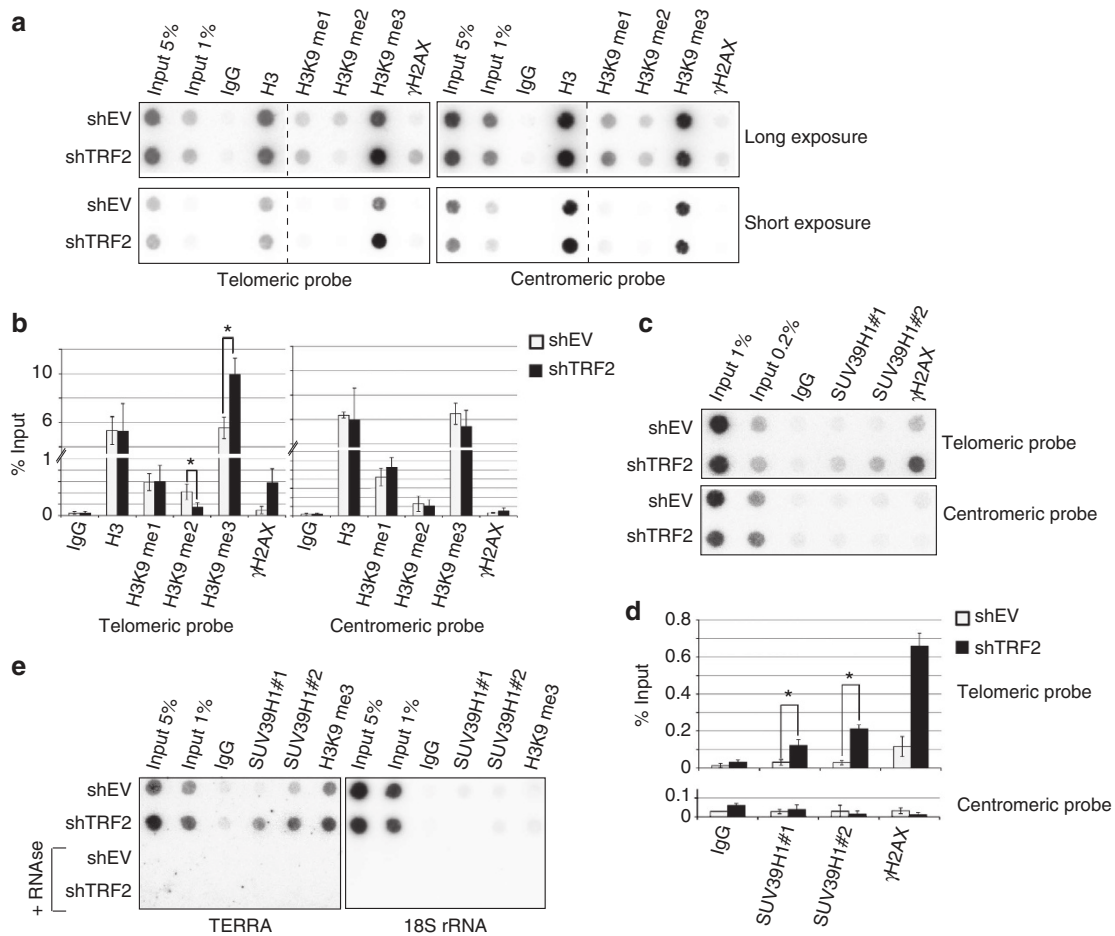 a
Input 5% Input 1% IgG H3 H3K9 me1 H3K9 me2 H3K9 me3 γH2AX Input 5% Input 1% IgG H3 H3K9 me1 H3K9 me2 H3K9 me3 γH2AX
shEV
shTRF2
Long exposure
shEV
shTRF2
Short exposure
Telomeric probe Centromeric probe
b
% Input
10
6
1
0
* *
shEV
shTRF2
IgG H3 H3K9 me1 H3K9 me2 H3K9 me3 γH2AX IgG H3 H3K9 me1 H3K9 me2 H3K9 me3 γH2AX
Telomeric probe Centromeric probe
c
Input 1% Input 0.2% IgG SUV39H1#1 SUV39H1#2 γH2AX
shEV
shTRF2
Telomeric probe
shEV
shTRF2
Centromeric probe
d
shEV
shTRF2
% Input
0.8
0.6
0.4
0.2
0
* *
Telomeric probe
0.1
0
Centromeric probe
IgG SUV39H1#1 SUV39H1#2 γH2AX
e
Input 5% Input 1% IgG SUV39H1#1 SUV39H1#2 H3K9 me3 Input 5% Input 1% IgG SUV39H1#1 SUV39H1#2 H3K9 me3
shEV
shTRF2
+ RNAse
shEV
shTRF2
TERRA 18S rRNA